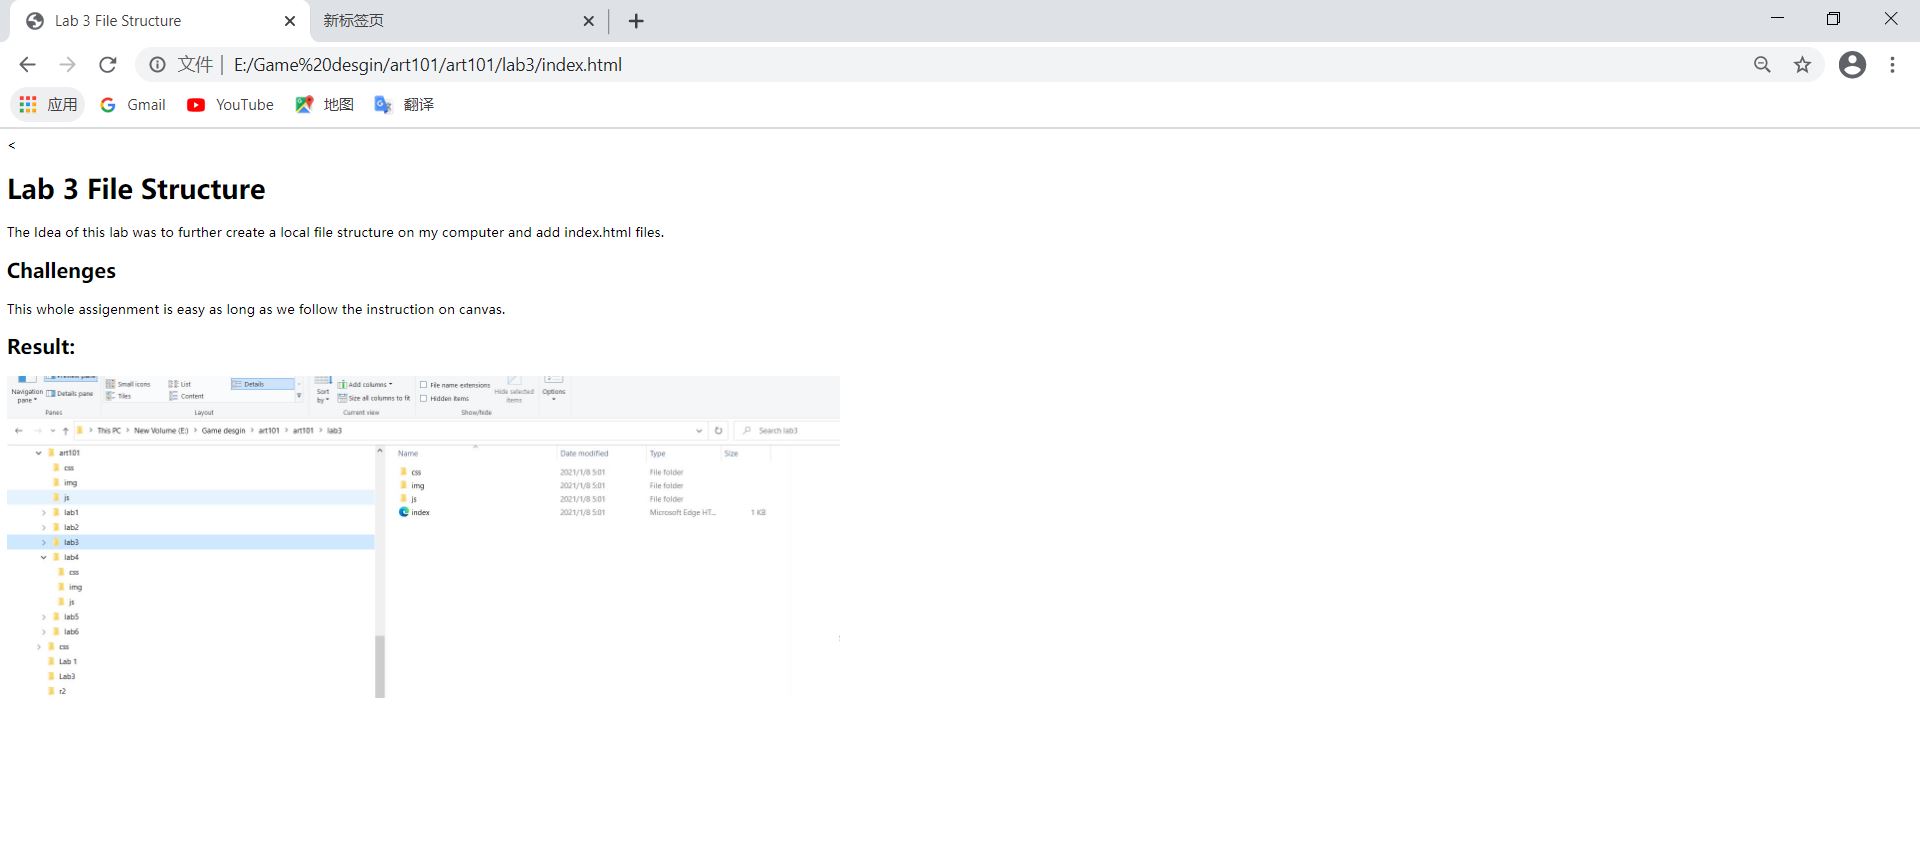 Lab 3 File Structure
新标签页
文件 | E:/Game%20desgin/art101/art101/lab3/index.html
应用 Gmail YouTube 地图 翻译
<
Lab 3 File Structure
The Idea of this lab was to further create a local file structure on my computer and add index.html files.
Challenges
This whole assigenment is easy as long as we follow the instruction on canvas.
Result:
Navigation pane
Details pane
Panes
Small icons List Details
Tiles Content
Layout
Sort by
Add columns
Size all columns to fit
Current view
File name extensions
Hidden items
Hide selected items
Show/hide
Options
This PC > New Volume (E:) > Game desgin > art101 > art101 > lab3
Search lab3
art101
css
img
js
lab1
lab2
lab3
lab4
css
img
js
lab5
lab6
css
Lab 1
Lab3
r2
Name Date modified Type Size
css 2021/1/8 5:01 File folder
img 2021/1/8 5:01 File folder
js 2021/1/8 5:01 File folder
index 2021/1/8 5:01 Microsoft Edge HT... 1 KB